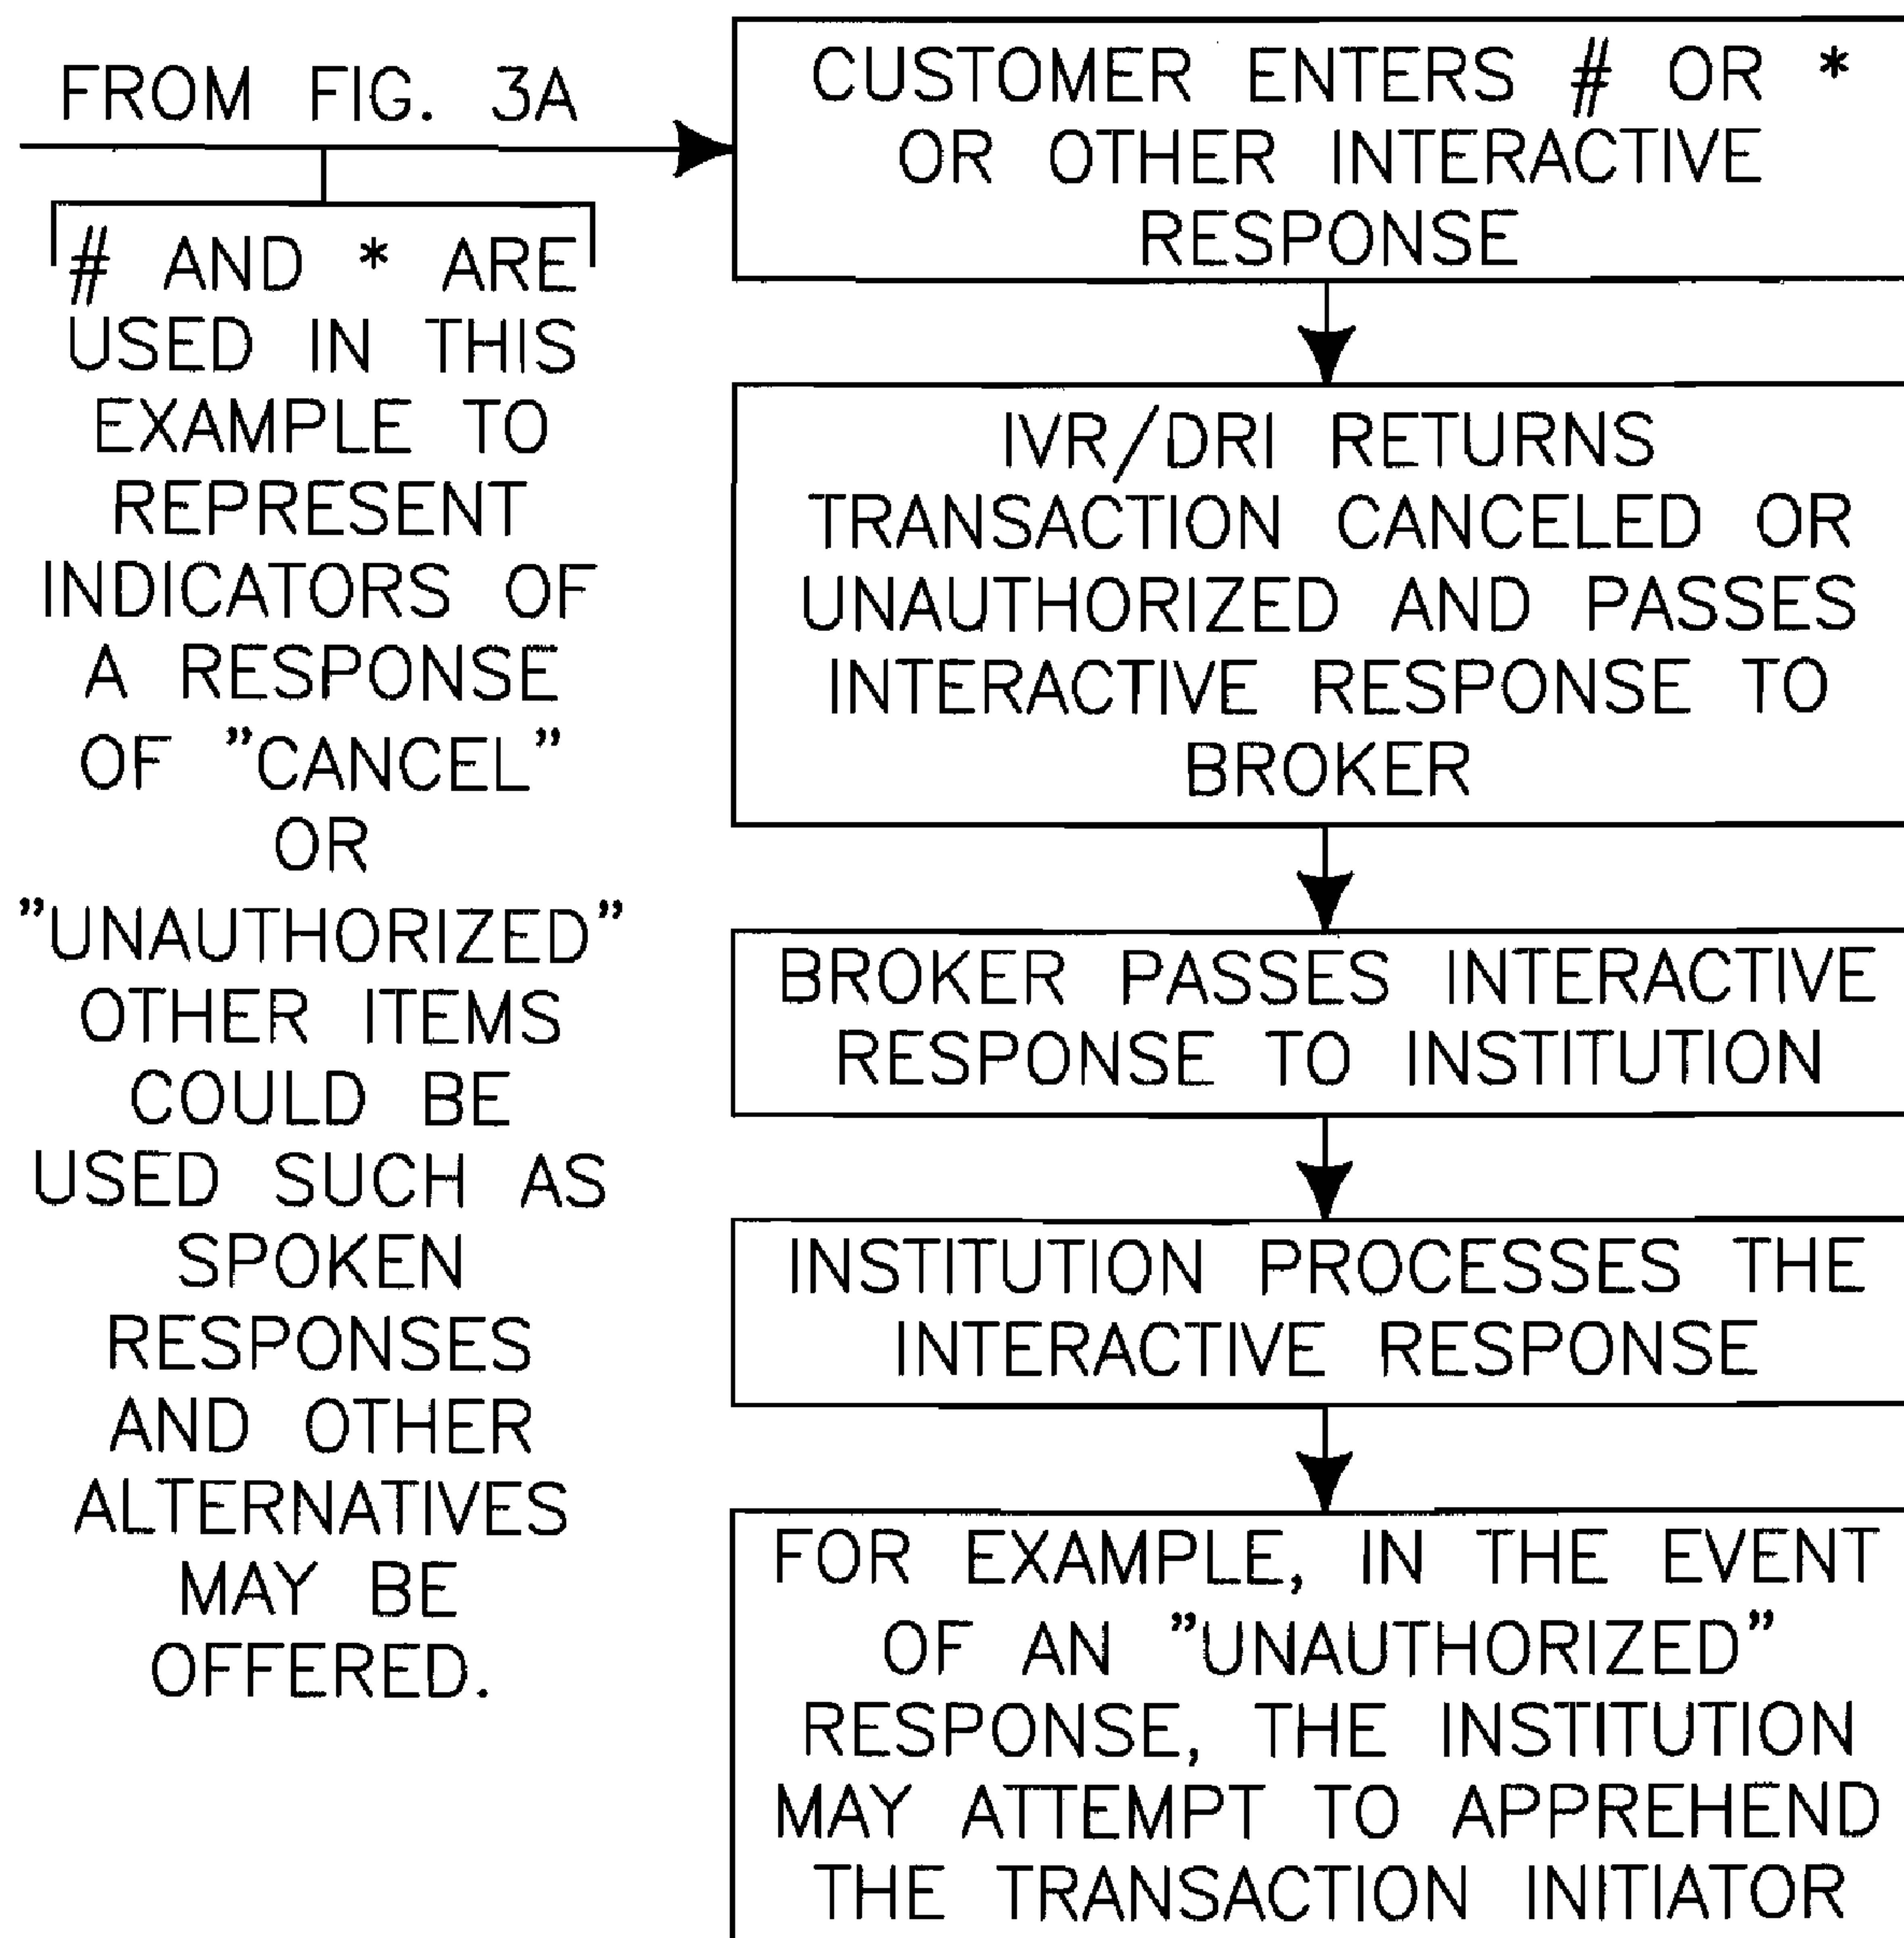 FROM FIG. 3A
# AND * ARE
USED IN THIS
EXAMPLE TO
REPRESENT
INDICATORS OF
A RESPONSE
OF "CANCEL"
OR
"UNAUTHORIZED"
OTHER ITEMS
COULD BE
USED SUCH AS
SPOKEN
RESPONSES
AND OTHER
ALTERNATIVES
MAY BE
OFFERED.
CUSTOMER ENTERS # OR *
OR OTHER INTERACTIVE
RESPONSE
IVR/DRI RETURNS
TRANSACTION CANCELED OR
UNAUTHORIZED AND PASSES
INTERACTIVE RESPONSE TO
BROKER
BROKER PASSES INTERACTIVE
RESPONSE TO INSTITUTION
INSTITUTION PROCESSES THE
INTERACTIVE RESPONSE
FOR EXAMPLE, IN THE EVENT
OF AN "UNAUTHORIZED"
RESPONSE, THE INSTITUTION
MAY ATTEMPT TO APPREHEND
THE TRANSACTION INITIATOR